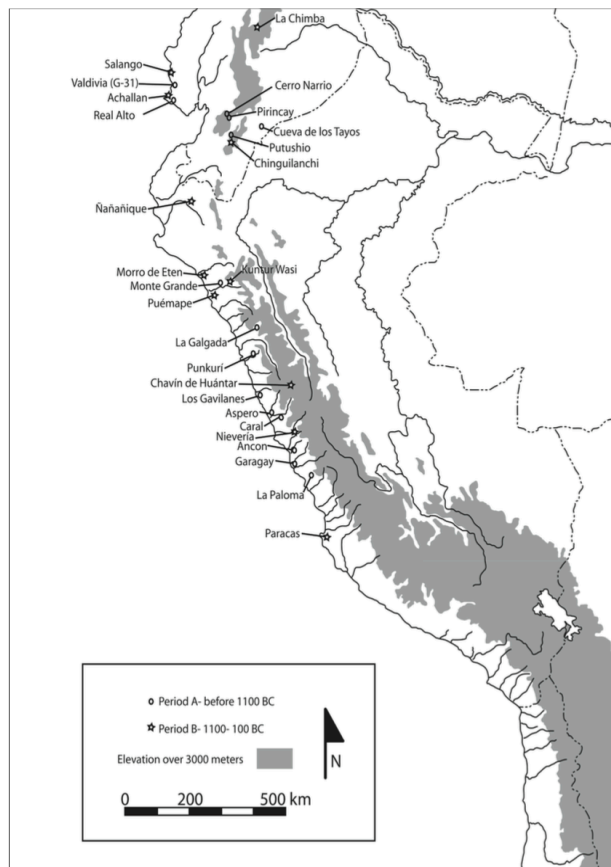 La Chimba
Salango
Valdivia (G-31)
Achallan
Real Alto
Cerro Narrio
Pirincay
Cueva de los Tayos
Putushio
Chinguilanchi
Ñañañique
Morro de Eten
Kuntur Wasi
Monte Grande
Puémape
La Galgada
Punkurí
Chavín de Huántar
Los Gavilanes
Aspero
Caral
Nievería
Ancon
Garagay
La Paloma
Paracas
Period A- before 1100 BC
Period B- 1100- 100 BC
Elevation over 3000 meters
N
0 200 500 km